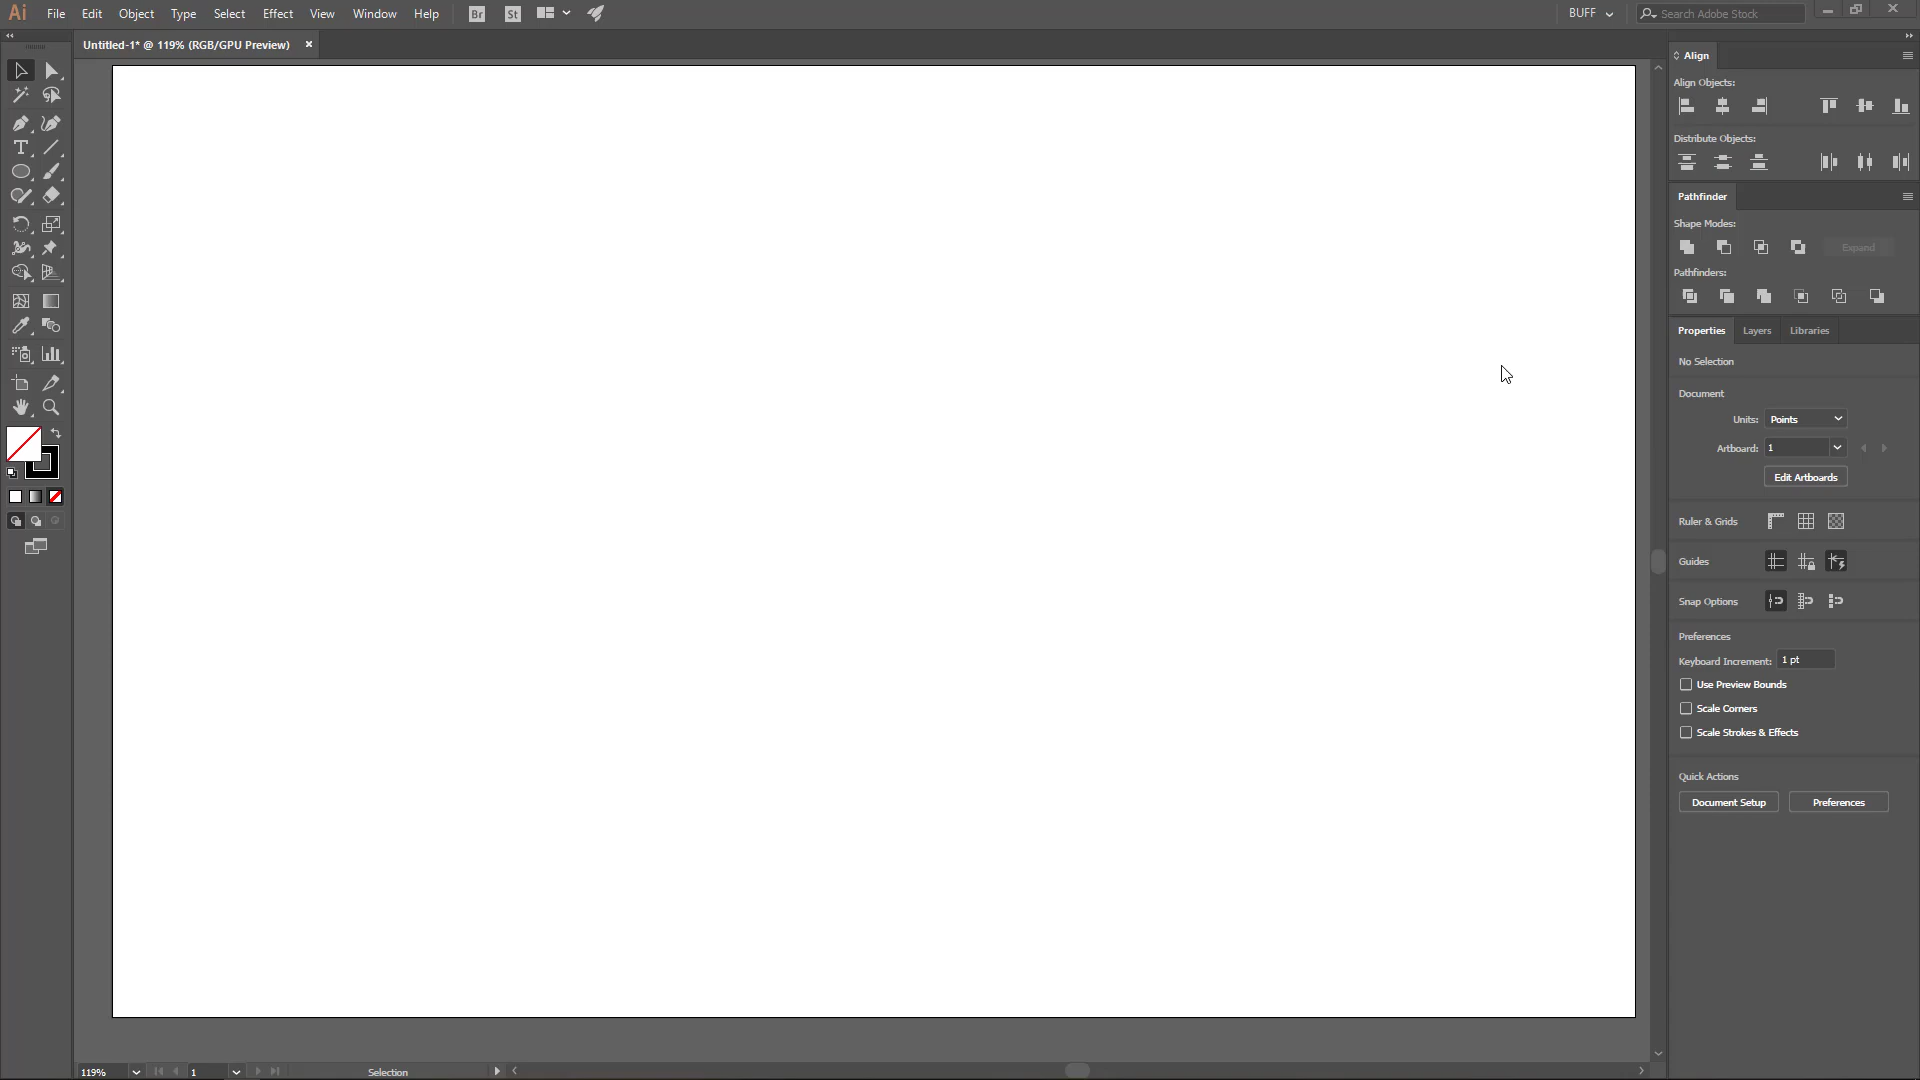 Ai File Edit Object Type Select Effect View Window Help Br St BUFF Search Adobe Stock
Untitled-1* @ 119% (RGB/GPU Preview) ×
Align
Align Objects:
Distribute Objects:
Pathfinder
Shape Modes:
Expand
Pathfinders:
Properties Layers Libraries
No Selection
Document
Units: Points
Artboard: 1
Edit Artboards
Ruler & Grids
Guides
Snap Options
Preferences
Keyboard Increment: 1 pt
Use Preview Bounds
Scale Corners
Scale Strokes & Effects
Quick Actions
Document Setup Preferences
119% 1 Selection